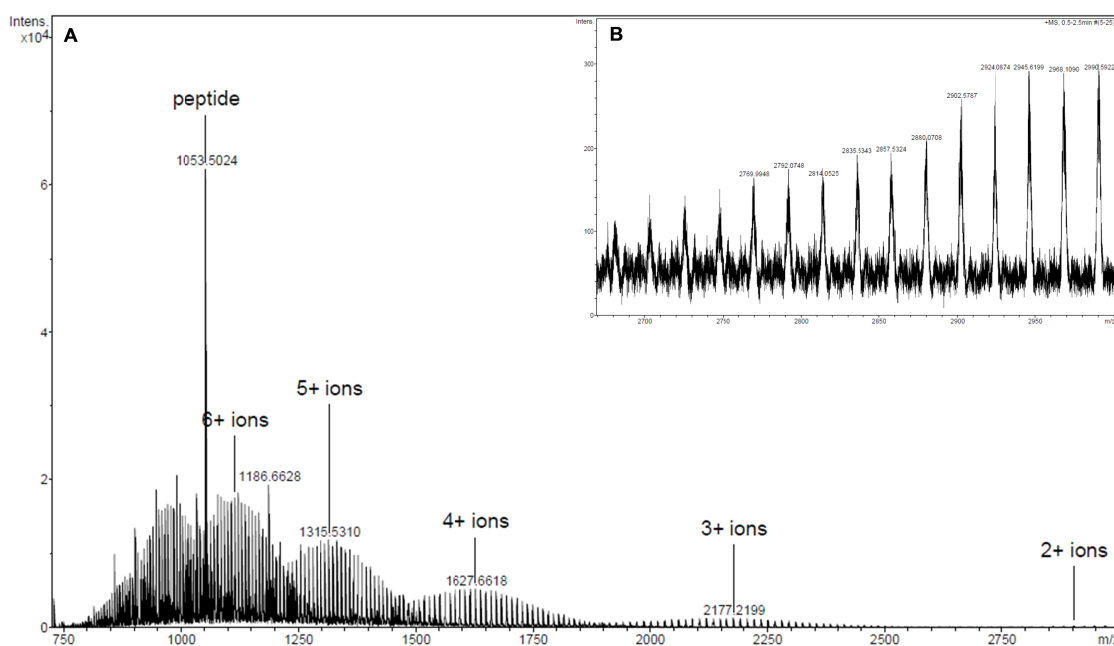 Intens.
x10⁴
A
peptide
1053.5024
6+ ions
1186.6628
5+ ions
1315.5310
4+ ions
1627.6618
3+ ions
2177.2199
2+ ions
6
4
2
0
750
1000
1250
1500
1750
2000
2250
2500
2750
m/z
Intens.
B
+MS, 0.5-2.5min #(5-25)
300
200
100
0
2769.9948
2792.0748
2814.0525
2835.5343
2857.5324
2880.0708
2902.5787
2924.0874
2945.6199
2968.1090
2990.5922
2700
2750
2800
2850
2900
2950
m/z